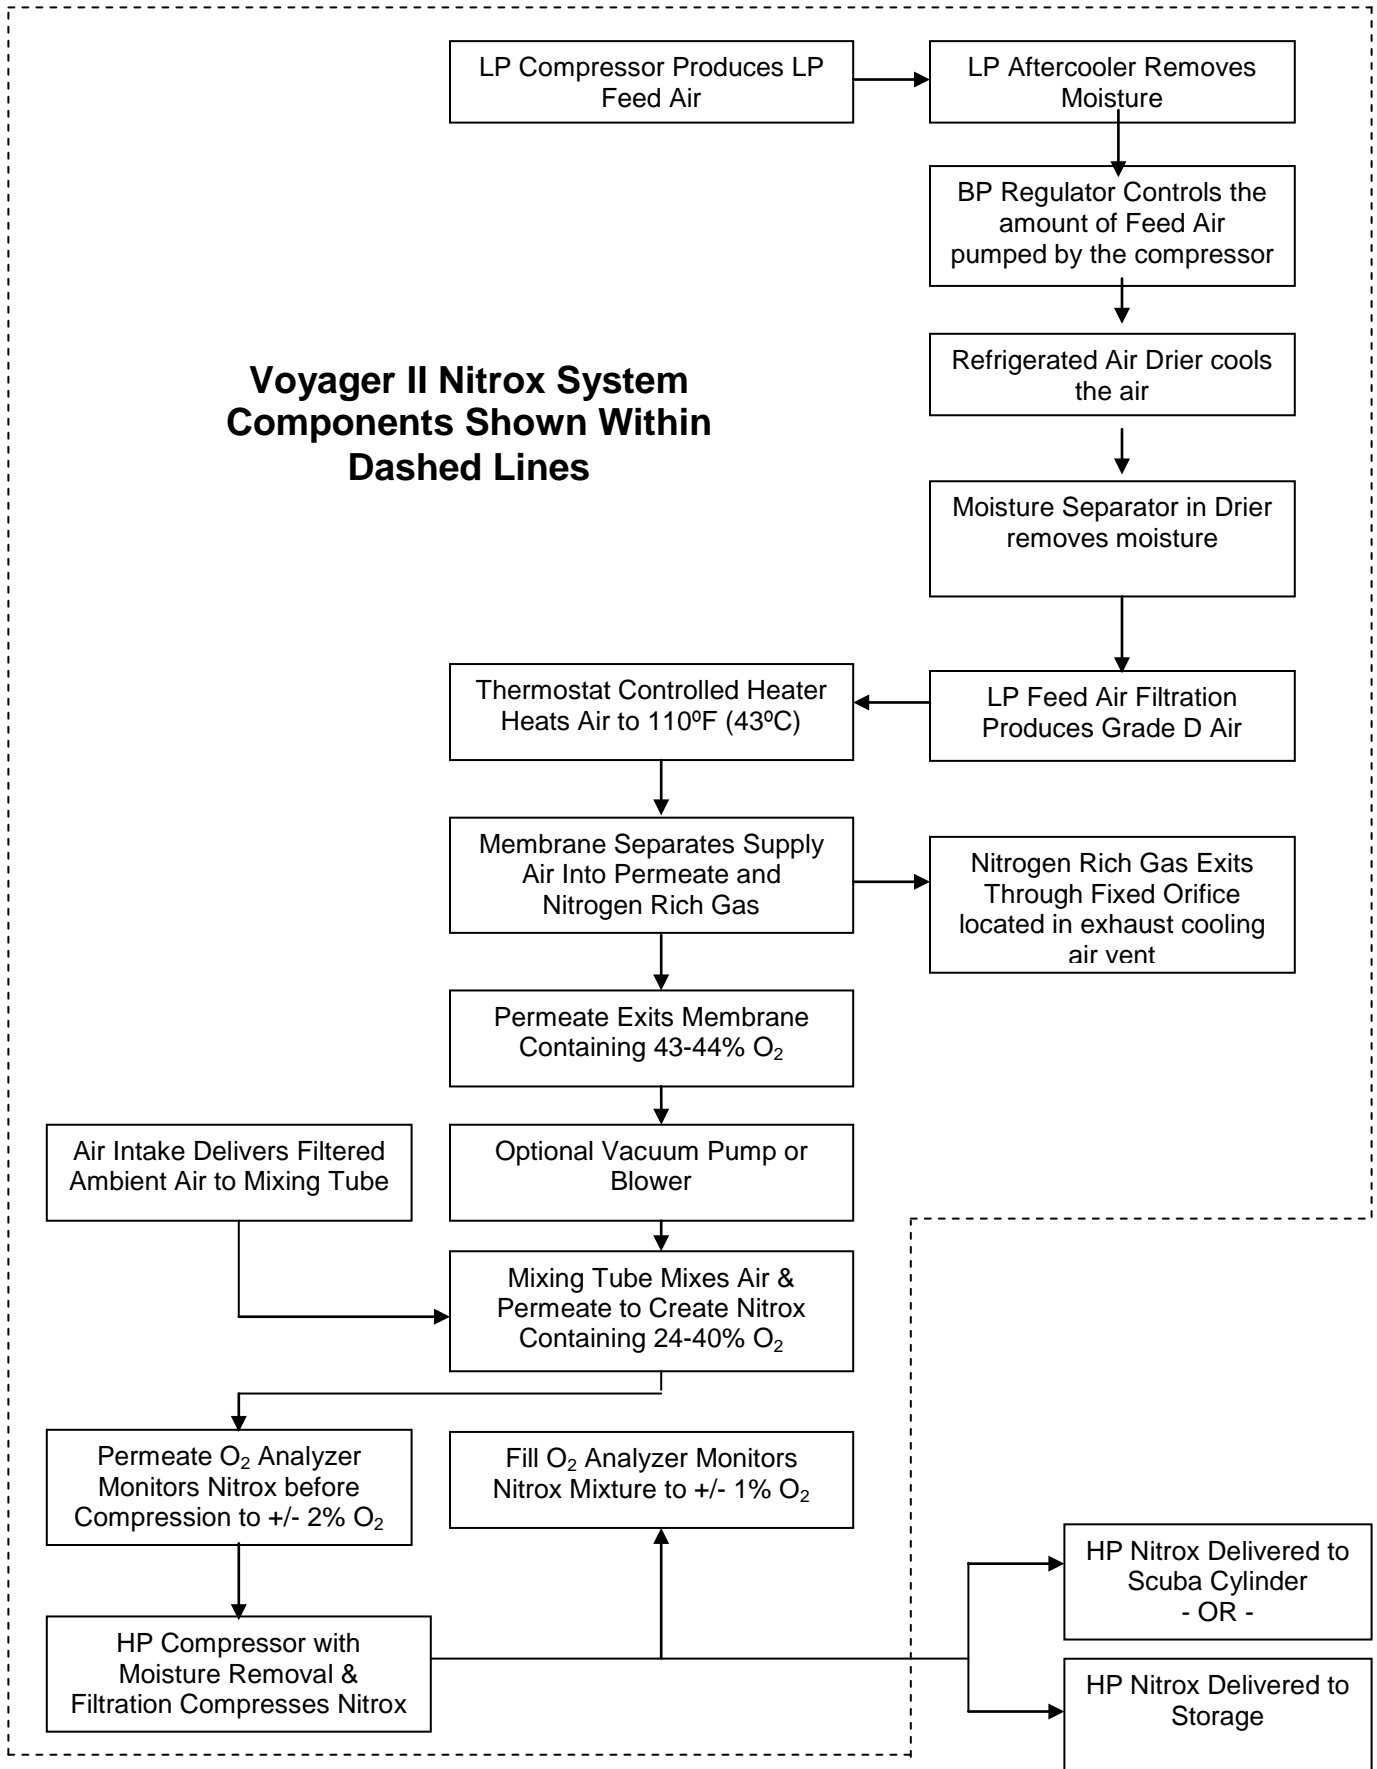 LP Compressor Produces LP
Feed Air
LP Aftercooler Removes
Moisture
BP Regulator Controls the
amount of Feed Air
pumped by the compressor
Refrigerated Air Drier cools
the air
Voyager II Nitrox System
Components Shown Within
Dashed Lines
Moisture Separator in Drier
removes moisture
LP Feed Air Filtration
Produces Grade D Air
Thermostat Controlled Heater
Heats Air to 110ºF (43ºC)
Membrane Separates Supply
Air Into Permeate and
Nitrogen Rich Gas
Nitrogen Rich Gas Exits
Through Fixed Orifice
located in exhaust cooling
air vent
Permeate Exits Membrane
Containing 43-44% O₂
Air Intake Delivers Filtered
Ambient Air to Mixing Tube
Optional Vacuum Pump or
Blower
Mixing Tube Mixes Air &
Permeate to Create Nitrox
Containing 24-40% O₂
Permeate O₂ Analyzer
Monitors Nitrox before
Compression to +/- 2% O₂
Fill O₂ Analyzer Monitors
Nitrox Mixture to +/- 1% O₂
HP Compressor with
Moisture Removal &
Filtration Compresses Nitrox
HP Nitrox Delivered to
Scuba Cylinder
- OR -
HP Nitrox Delivered to
Storage